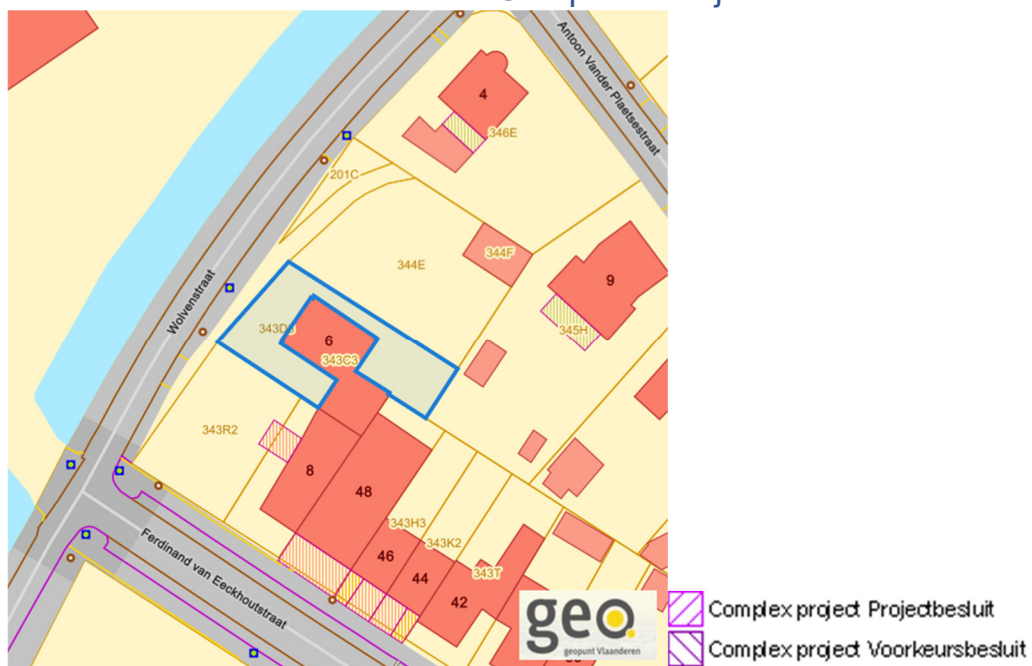 4
346E
Antoon Vander Plaetsestraat
201C
344F
344E
9
Wolvenstraat
343D
345H
6
343C3
343R2
8
48
343H3
46
343K2
44
343T
42
Ferdinand van Eeckhoutstraat
geo.
geopunt Vlaanderen
Complex project Projectbesluit
Complex project Voorkeursbesluit